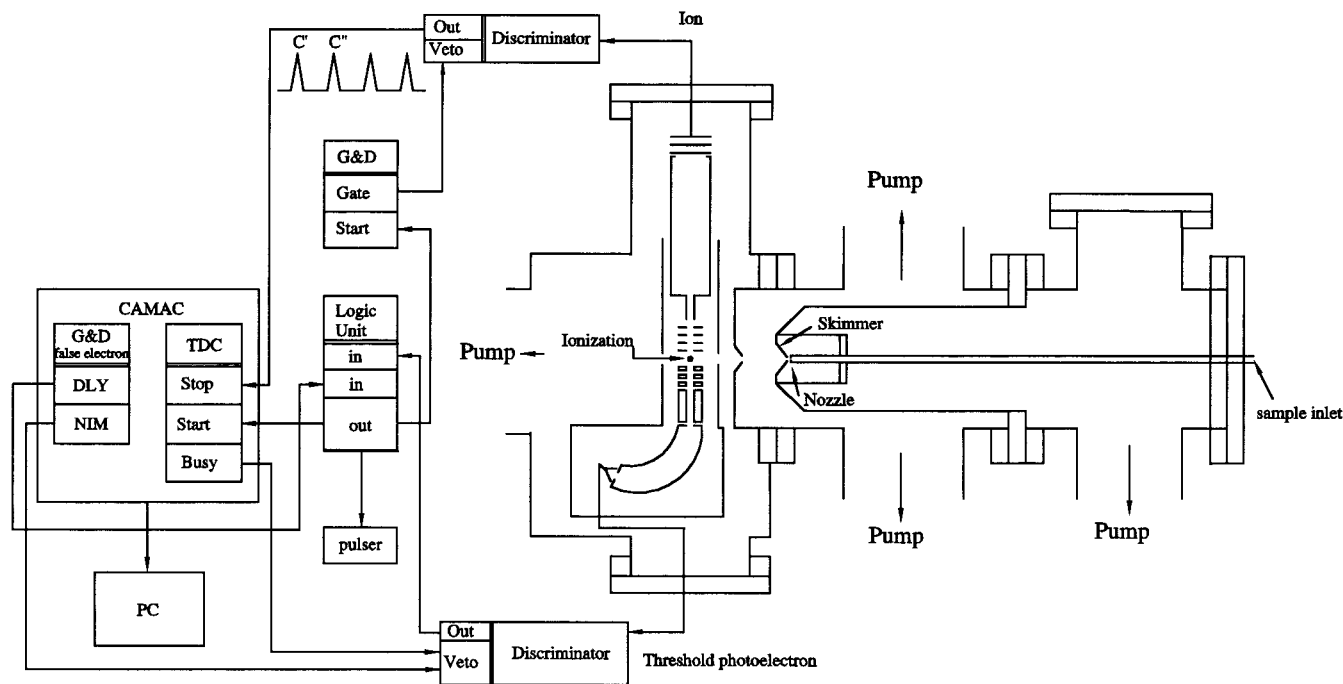 Ion
Out
Veto
Discriminator
C' C"
G&D
Gate
Start
Pump
CAMAC
G&D
false electron
DLY
NIM
TDC
Stop
Start
Busy
Logic
Unit
in
in
out
Pump
Ionization
Skimmer
Nozzle
sample inlet
pulser
Pump
Pump
PC
Out
Veto
Discriminator
Threshold photoelectron